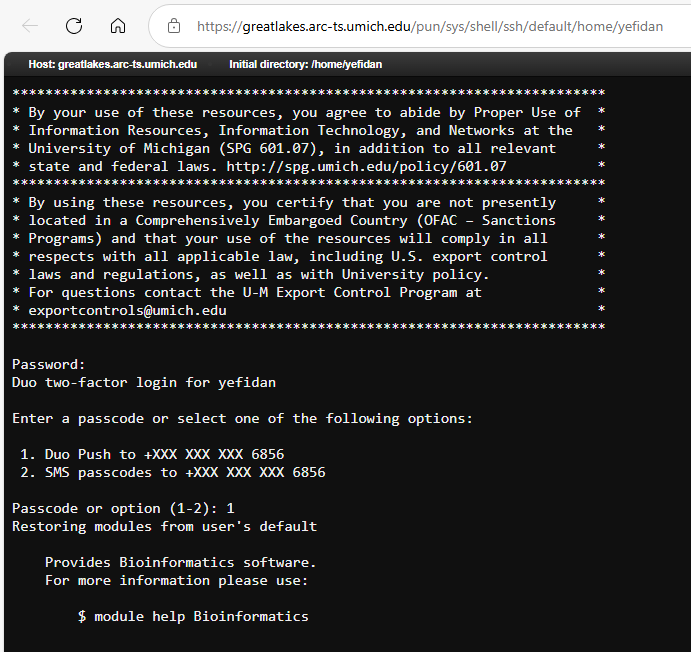 https://greatlakes.arc-ts.umich.edu/pun/sys/shell/ssh/default/home/yefidan
Host: greatlakes.arc-ts.umich.edu Initial directory: /home/yefidan
************************************************************************
* By your use of these resources, you agree to abide by Proper Use of *
* Information Resources, Information Technology, and Networks at the *
* University of Michigan (SPG 601.07), in addition to all relevant *
* state and federal laws. http://spg.umich.edu/policy/601.07 *
************************************************************************
* By using these resources, you certify that you are not presently *
* located in a Comprehensively Embargoed Country (OFAC – Sanctions *
* Programs) and that your use of the resources will comply in all *
* respects with all applicable law, including U.S. export control *
* laws and regulations, as well as with University policy. *
* For questions contact the U-M Export Control Program at *
* exportcontrols@umich.edu *
************************************************************************
Password:
Duo two-factor login for yefidan
Enter a passcode or select one of the following options:
1. Duo Push to +XXX XXX XXX 6856
2. SMS passcodes to +XXX XXX XXX 6856
Passcode or option (1-2): 1
Restoring modules from user's default
Provides Bioinformatics software.
For more information please use:
$ module help Bioinformatics